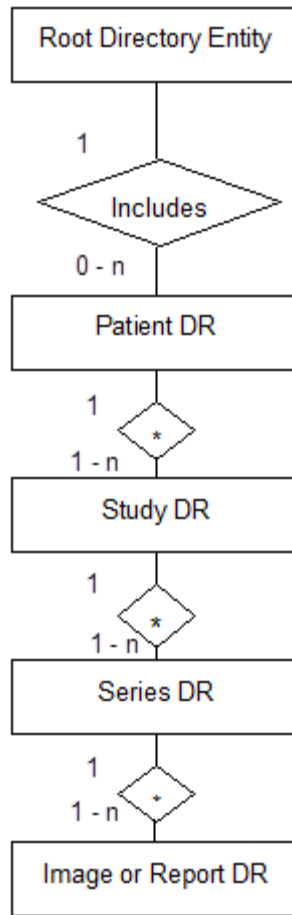 Root Directory Entity
1
Includes
0 - n
Patient DR
1
*
1 - n
Study DR
1
*
1 - n
Series DR
1
*
1 - n
Image or Report DR